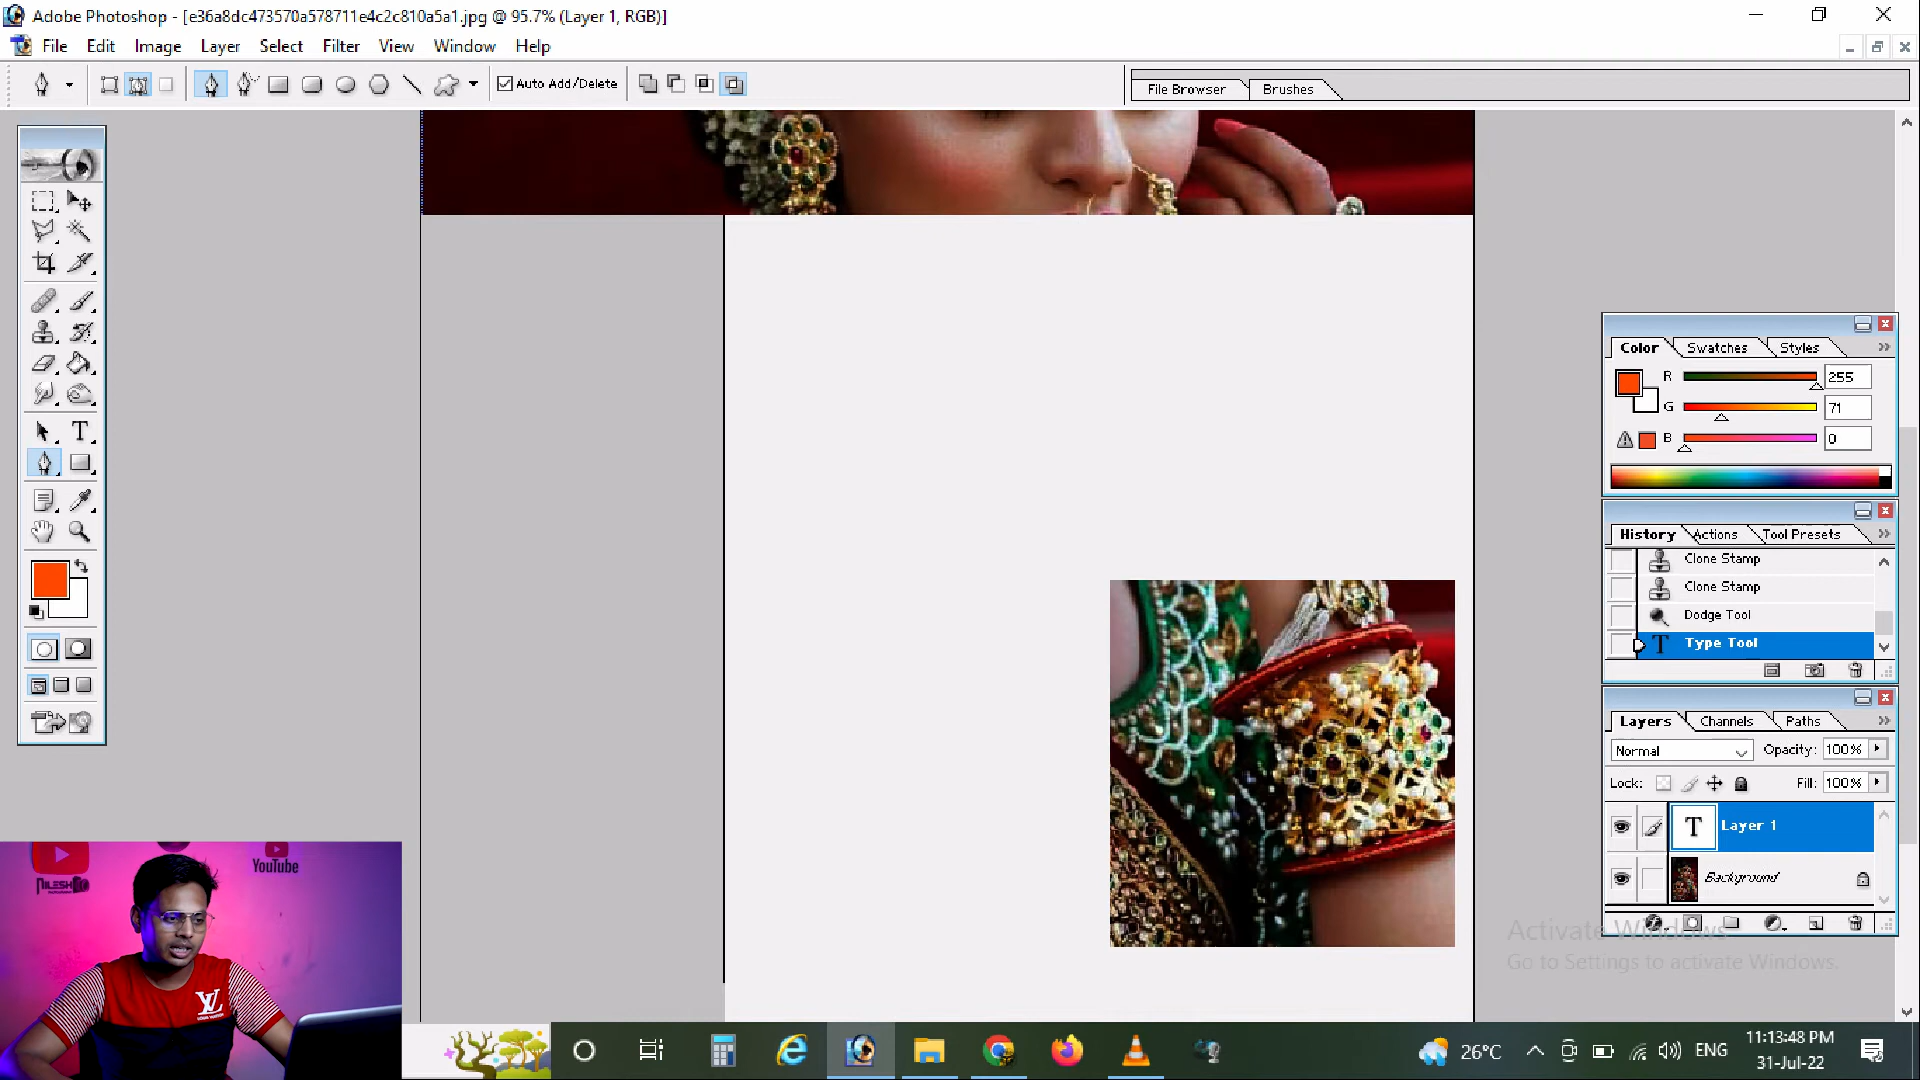 Adobe Photoshop - [e36a8dc473570a578711e4c2c810a5a1.jpg @ 95.7% (Layer 1, RGB)]
File Edit Image Layer Select Filter View Window Help
Auto Add/Delete
File Browser Brushes
Color Swatches Styles
R 255
G 71
B 0
History Actions Tool Presets
Clone Stamp
Clone Stamp
Dodge Tool
Type Tool
Layers Channels Paths
Normal Opacity: 100%
Lock: Fill: 100%
Layer 1
Background
Activate Windows
Go to Settings to activate Windows.
YouTube
NILESH
LV
26°C ENG
11:13:48 PM
31-Jul-22